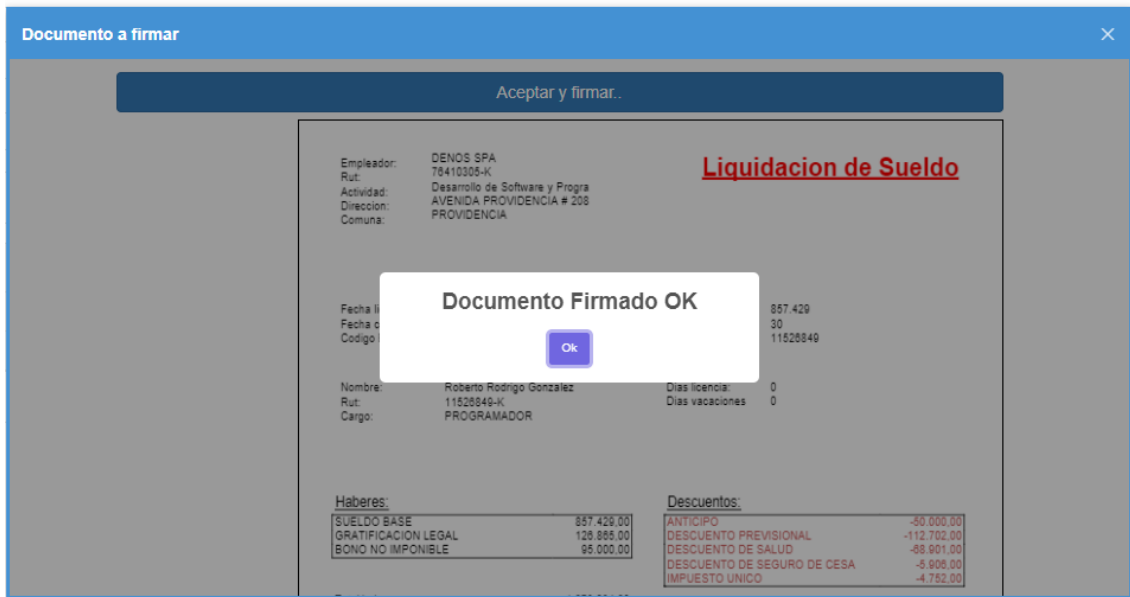 Documento a firmar
Aceptar y firmar..
Liquidacion de Sueldo
Empleador: DENOS SPA
Rut: 76410305-K
Actividad: Desarrollo de Software y Progra
Direccion: AVENIDA PROVIDENCIA # 208
Comuna: PROVIDENCIA
Documento Firmado OK
Ok
Fecha li 857.429
Fecha c 30
Codigo 11526849
Nombre: Roberto Rodrigo Gonzalez Dias licencia: 0
Rut: 11526849-K Dias vacaciones 0
Cargo: PROGRAMADOR
Haberes:
SUELDO BASE 857.429,00
GRATIFICACION LEGAL 126.865,00
BONO NO IMPONIBLE 95.000,00
Descuentos:
ANTICIPO -50.000,00
DESCUENTO PREVISIONAL -112.702,00
DESCUENTO DE SALUD -68.901,00
DESCUENTO DE SEGURO DE CESA -5.906,00
IMPUESTO UNICO -4.752,00